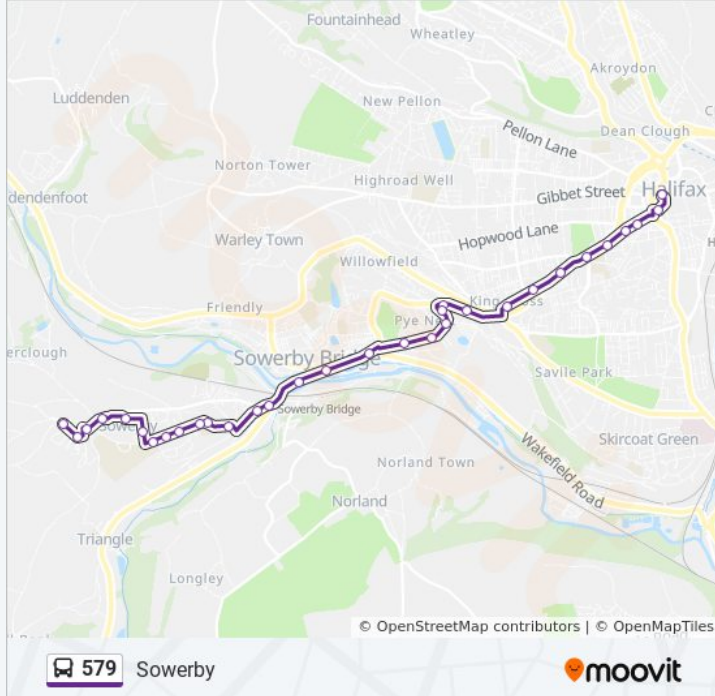 Fountainhead
Wheatley
Akroydon
Luddenden
New Pellon
Pellon Lane
Dean Clough
Norton Tower
Highroad Well
Gibbet Street
Halifax
dendenfoot
Hopwood Lane
Warley Town
Willowfield
Friendly
King Cross
Pye Ne
erclough
Sowerby Bridge
Savile Park
Sowerby Bridge
Sowerby
Skircoat Green
Norland Town
Wakefield Road
Norland
Triangle
Longley
© OpenStreetMap contributors | © OpenMapTiles
579 Sowerby
moovit